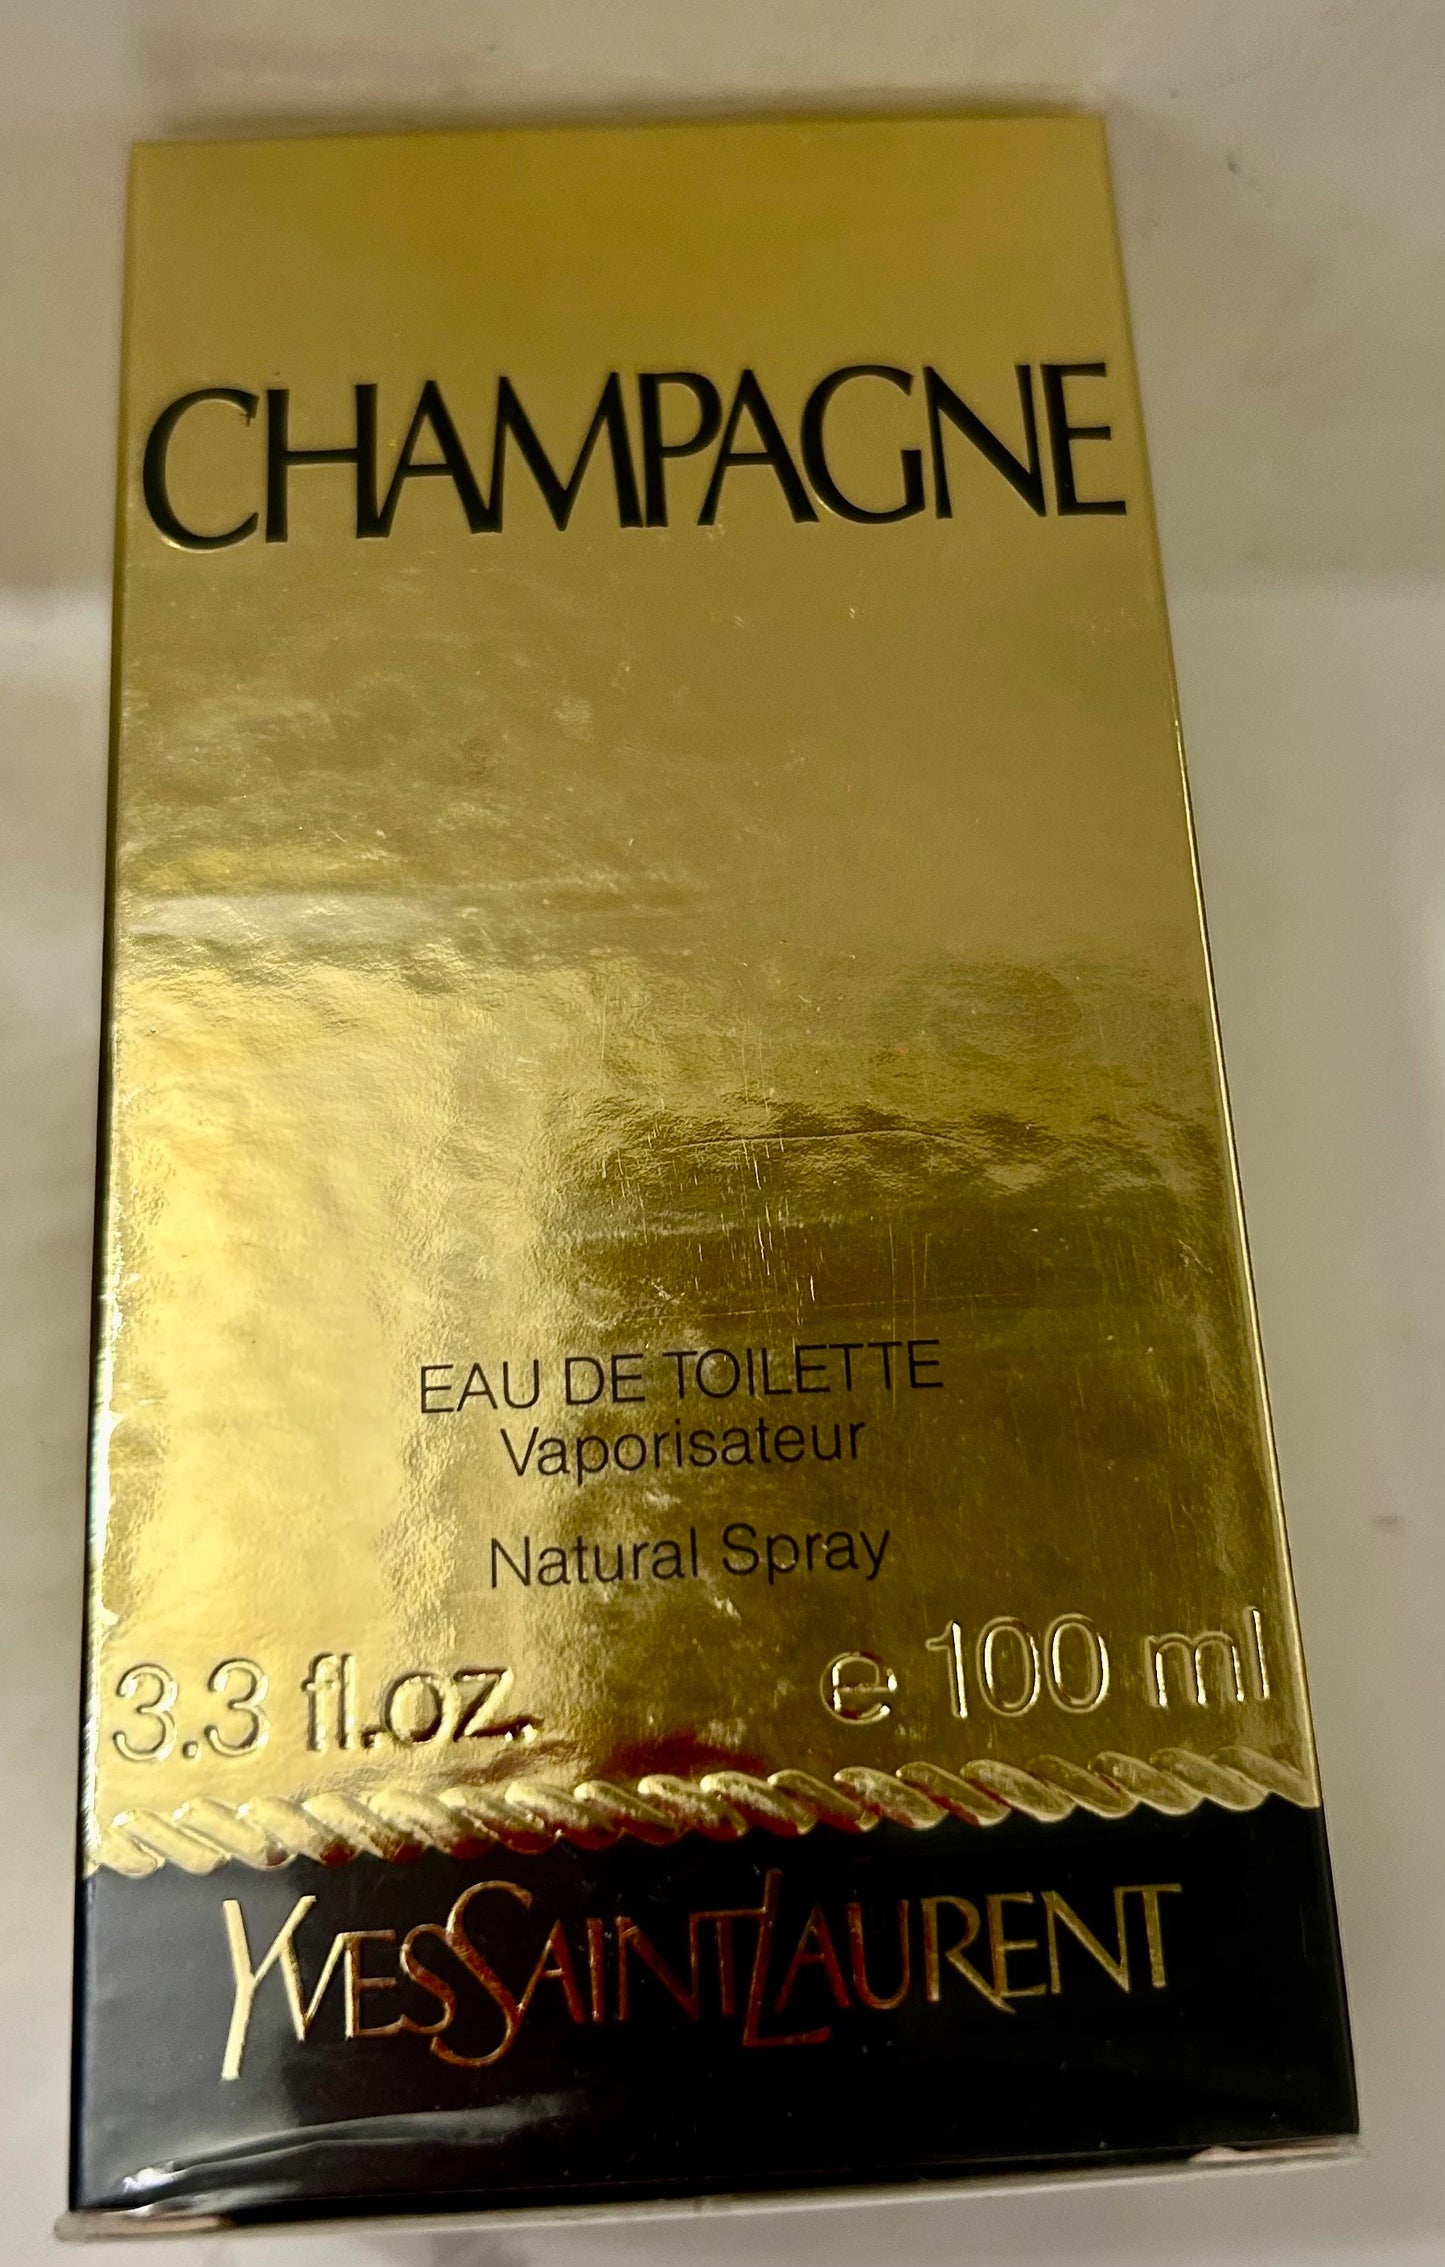 CHAMPAGNE
EAU DE TOILETTE
Vaporisateur
Natural Spray
3.3 fl.oz. e 100 ml
YVESSAINTLAURENT